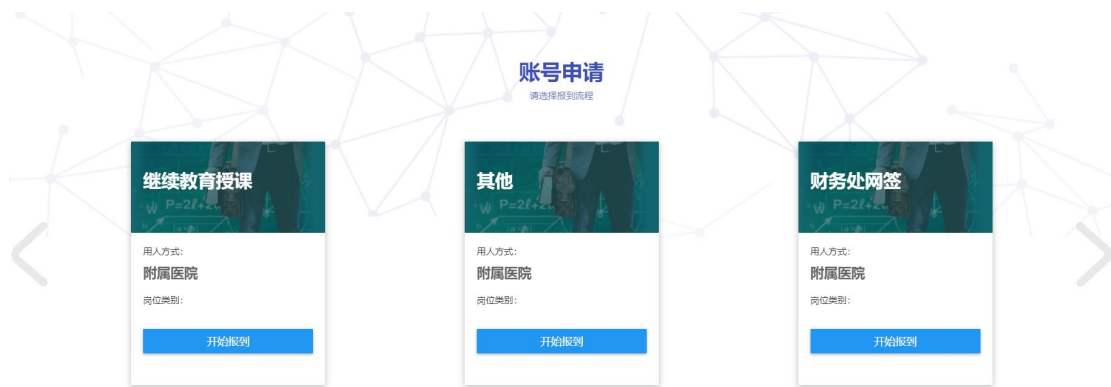 账号申请
请选择报到流程
继续教育授课
用人方式：
附属医院
岗位类别：
开始报到
其他
P=2ℓ+2
用人方式：
附属医院
岗位类别：
开始报到
财务处网签
用人方式：
附属医院
岗位类别：
开始报到